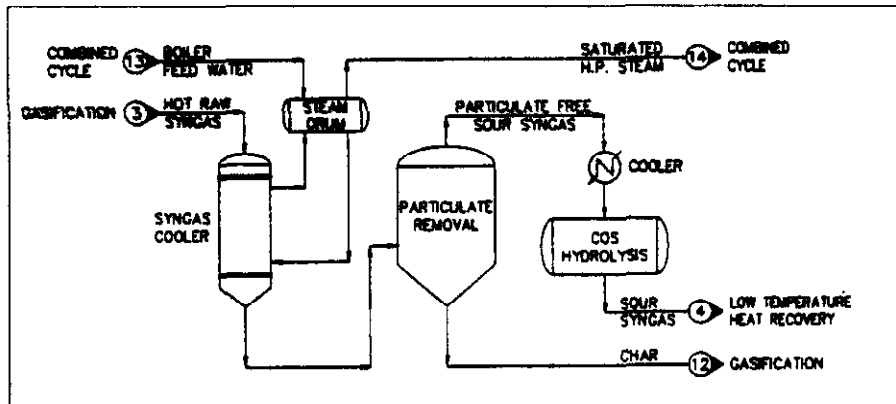 COMBINED
CYCLE
13
BOILER
FEED WATER
SATURATED
H.P. STEAM
14
COMBINED
CYCLE
GASIFICATION
3
HOT RAW
SYNGAS
STEAM
DRUM
PARTICULATE FREE
SOUR SYNGAS
COOLER
SYNGAS
COOLER
PARTICULATE
REMOVAL
COS
HYDROLYSIS
SOUR
SYNGAS
4
LOW TEMPERATURE
HEAT RECOVERY
CHAR
12
GASIFICATION